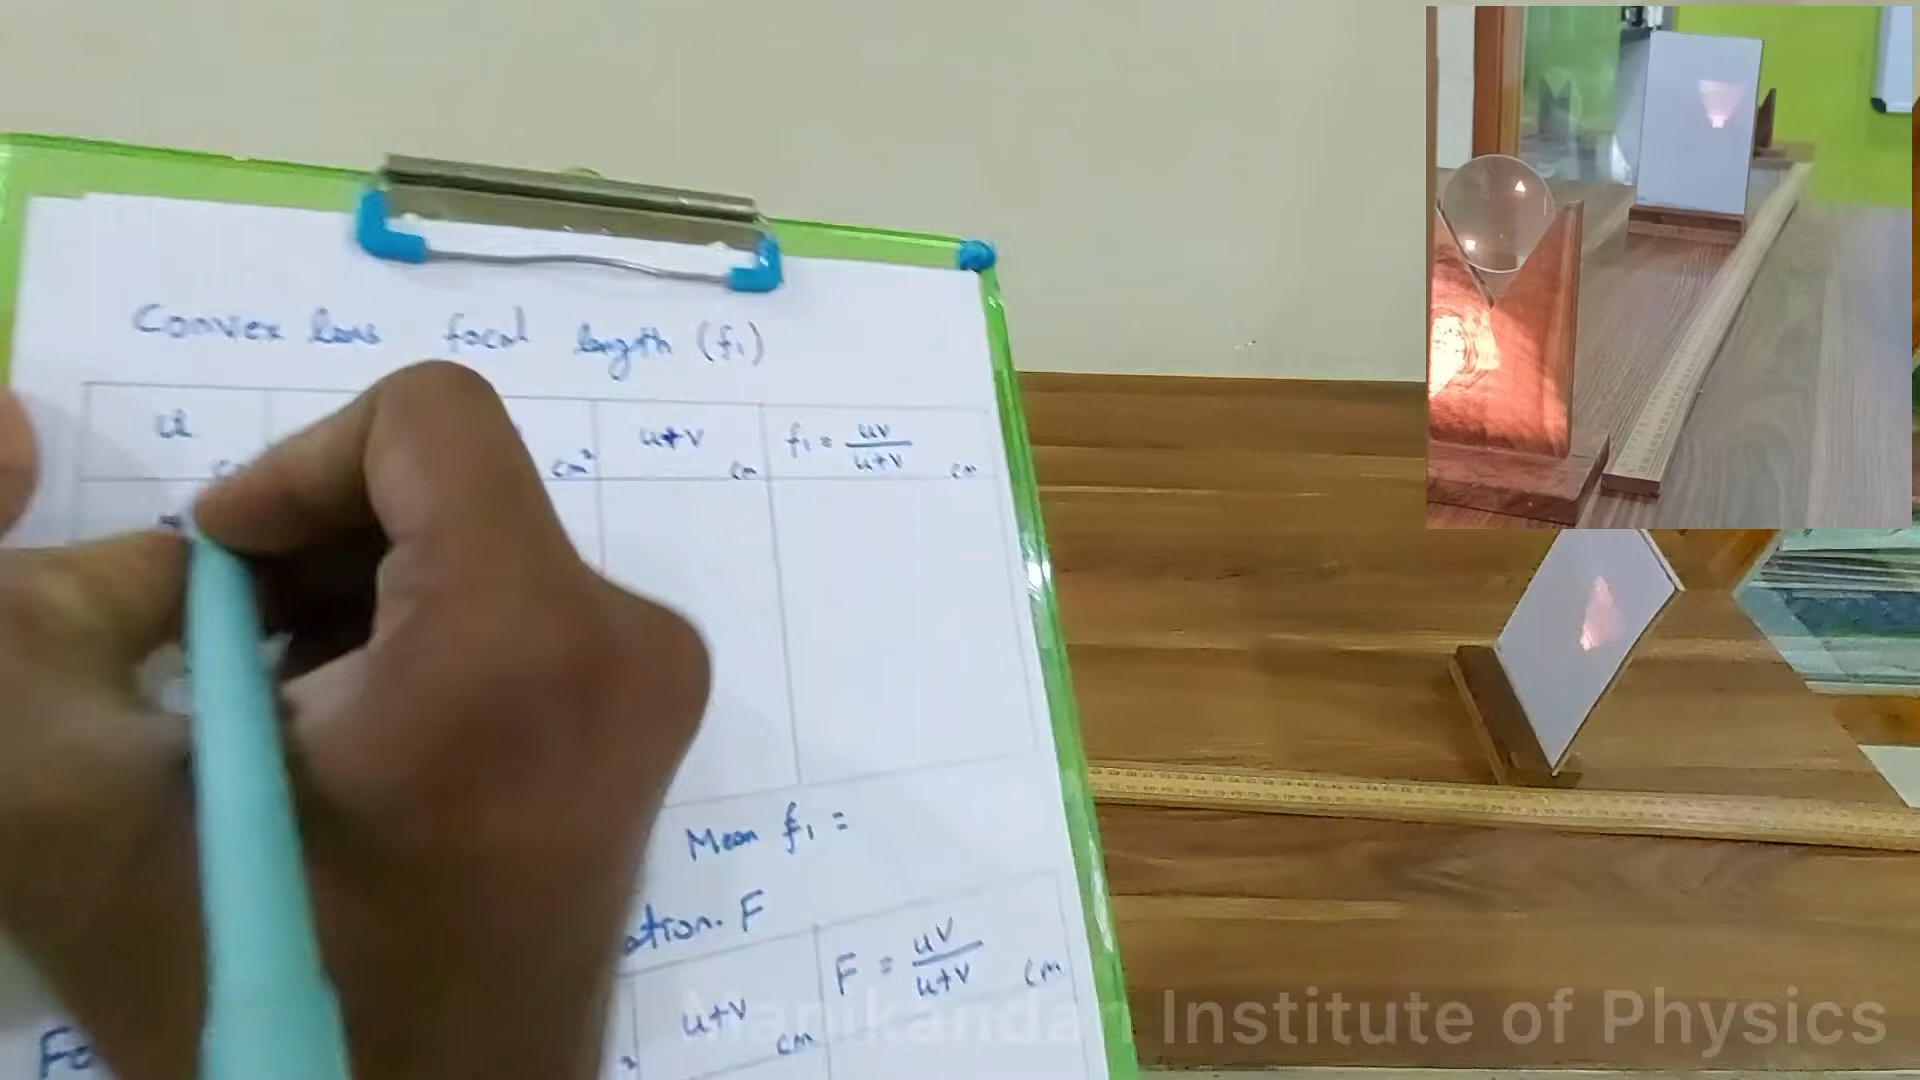 Convex lens focal length (f₁)
u
cm² u+v cm f₁ = uv/u+v cm
Mean f₁ =
F
u+v cm F = uv/u+v cm
Manikandan Institute of Physics